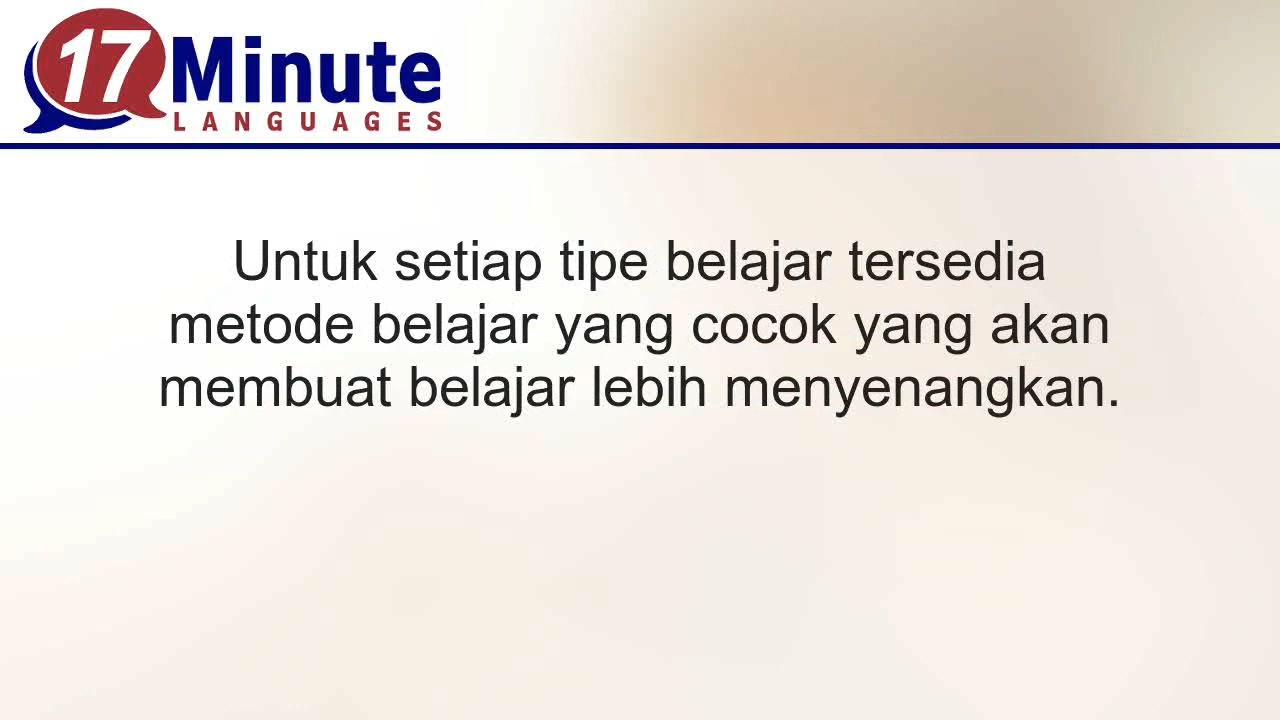 17 Minute
LANGUAGES
Untuk setiap tipe belajar tersedia
metode belajar yang cocok yang akan
membuat belajar lebih menyenangkan.